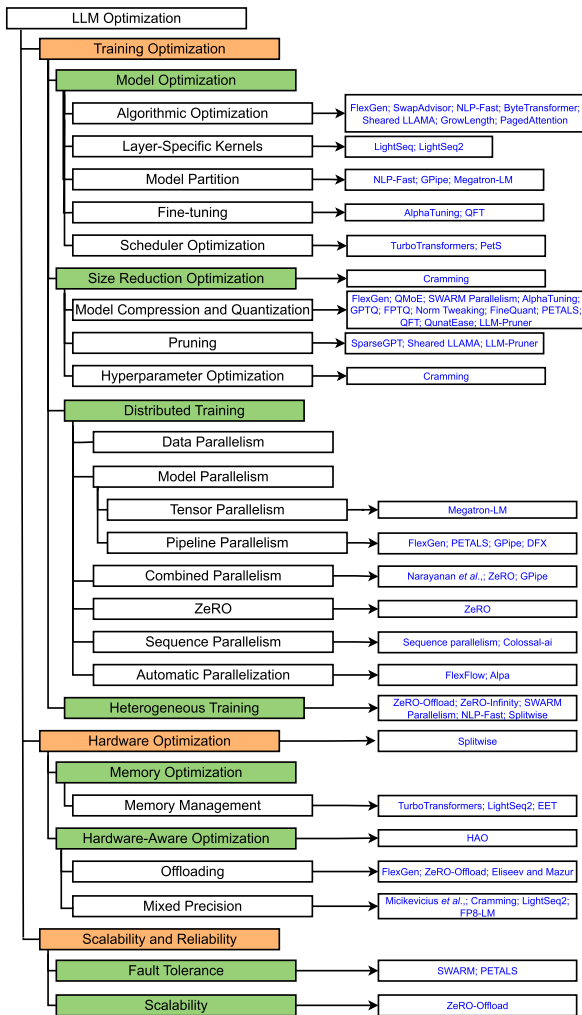 LLM Optimization
Training Optimization
Model Optimization
Algorithmic Optimization
FlexGen; SwapAdvisor; NLP-Fast; ByteTransformer;
Sheared LLAMA; GrowLength; PagedAttention
Layer-Specific Kernels
LightSeq; LightSeq2
Model Partition
NLP-Fast; GPipe; Megatron-LM
Fine-tuning
AlphaTuning; QFT
Scheduler Optimization
TurboTransformers; PetS
Size Reduction Optimization
Cramming
Model Compression and Quantization
FlexGen; QMoE; SWARM Parallelism; AlphaTuning;
GPTQ; FPTQ; Norm Tweaking; FineQuant; PETALS;
QFT; QunatEase; LLM-Pruner
Pruning
SparseGPT; Sheared LLAMA; LLM-Pruner
Hyperparameter Optimization
Cramming
Distributed Training
Data Parallelism
Model Parallelism
Tensor Parallelism
Megatron-LM
Pipeline Parallelism
FlexGen; PETALS; GPipe; DFX
Combined Parallelism
Narayanan et al.,; ZeRO; GPipe
ZeRO
ZeRO
Sequence Parallelism
Sequence parallelism; Colossal-ai
Automatic Parallelization
FlexFlow; Alpa
Heterogeneous Training
ZeRO-Offload; ZeRO-Infinity; SWARM
Parallelism; NLP-Fast; Splitwise
Hardware Optimization
Splitwise
Memory Optimization
Memory Management
TurboTransformers; LightSeq2; EET
Hardware-Aware Optimization
HAO
Offloading
FlexGen; ZeRO-Offload; Eliseev and Mazur
Mixed Precision
Micikevicius et al.,; Cramming; LightSeq2;
FP8-LM
Scalability and Reliability
Fault Tolerance
SWARM; PETALS
Scalability
ZeRO-Offload